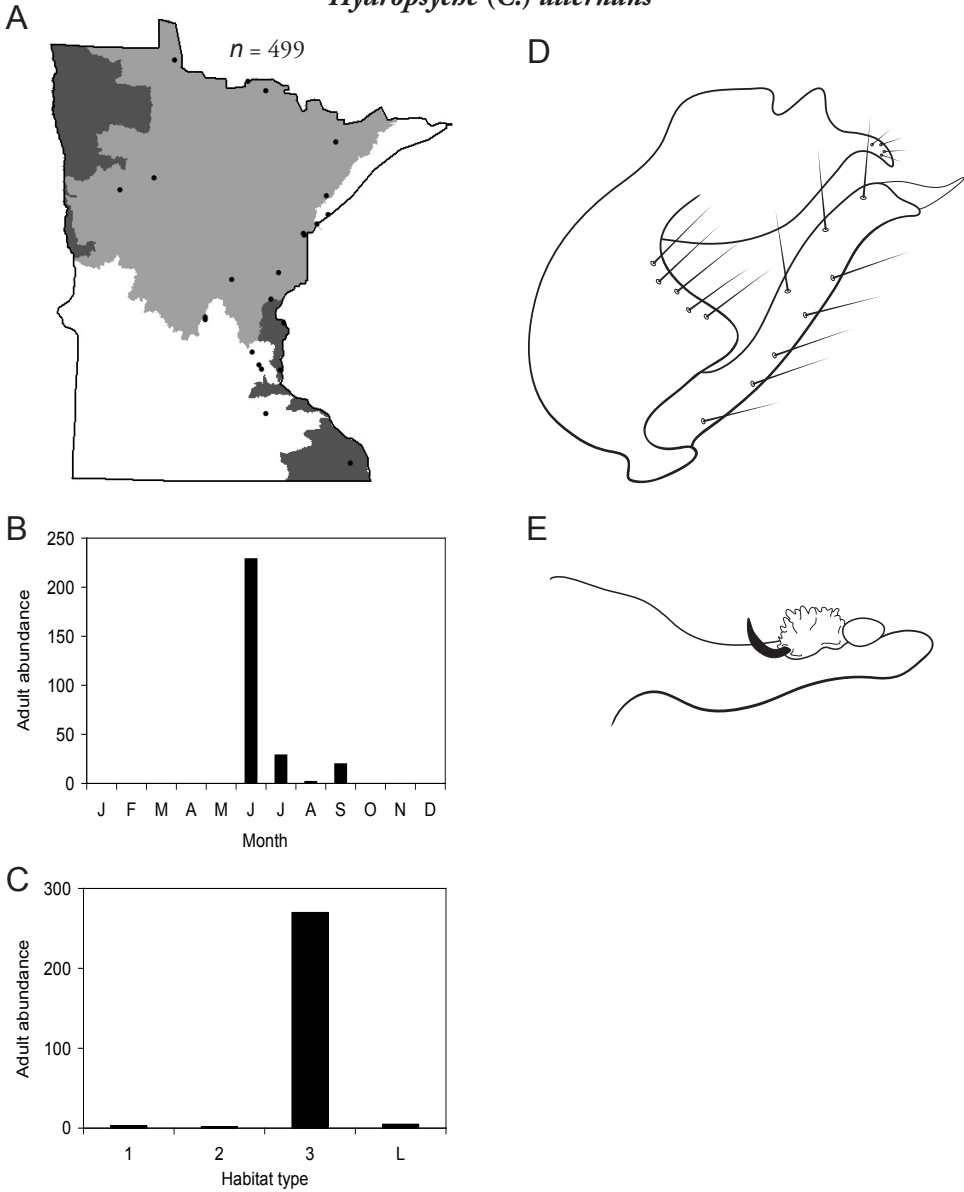 Hydropsyche (C.) alternans
A
n = 499
D
B
250
200
150
100
50
0
Adult abundance
J F M A M J J A S O N D
Month
E
C
300
200
100
0
Adult abundance
1 2 3 L
Habitat type